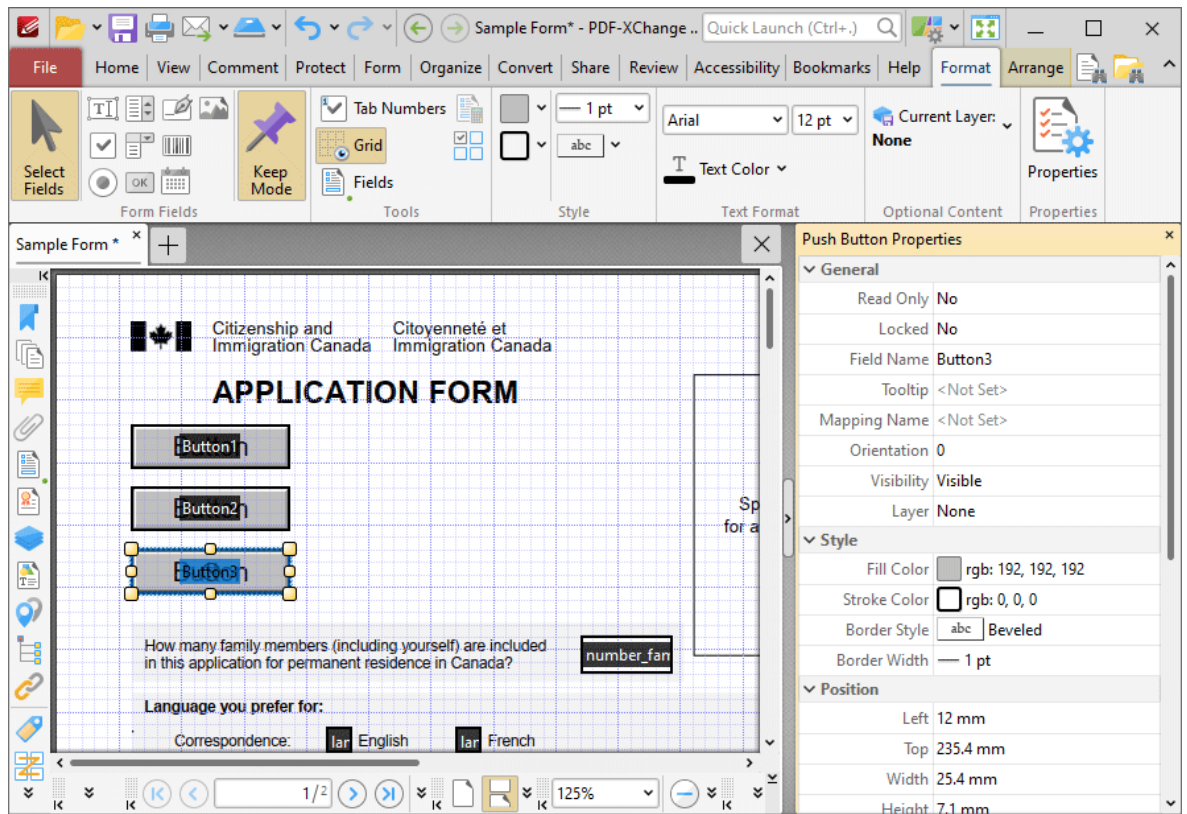 Sample Form* - PDF-XChange ..
Quick Launch (Ctrl+.)
File Home View Comment Protect Form Organize Convert Share Review Accessibility Bookmarks Help Format Arrange
Select Fields
OK
Keep Mode
Form Fields
Tab Numbers
Grid
Fields
Tools
1 pt
abc
Style
Arial
12 pt
T Text Color
Text Format
Current Layer:
None
Optional Content
Properties
Properties
Sample Form *
Citizenship and
Immigration Canada
Citoyenneté et
Immigration Canada
APPLICATION FORM
Button1
Button2
Button3
Sp
for a
How many family members (including yourself) are included
in this application for permanent residence in Canada?
number_fam
Language you prefer for:
Correspondence: lar English lar French
1/2
125%
Push Button Properties
General
Read Only No
Locked No
Field Name Button3
Tooltip <Not Set>
Mapping Name <Not Set>
Orientation 0
Visibility Visible
Layer None
Style
Fill Color rgb: 192, 192, 192
Stroke Color rgb: 0, 0, 0
Border Style abc Beveled
Border Width 1 pt
Position
Left 12 mm
Top 235.4 mm
Width 25.4 mm
Height 7.1 mm